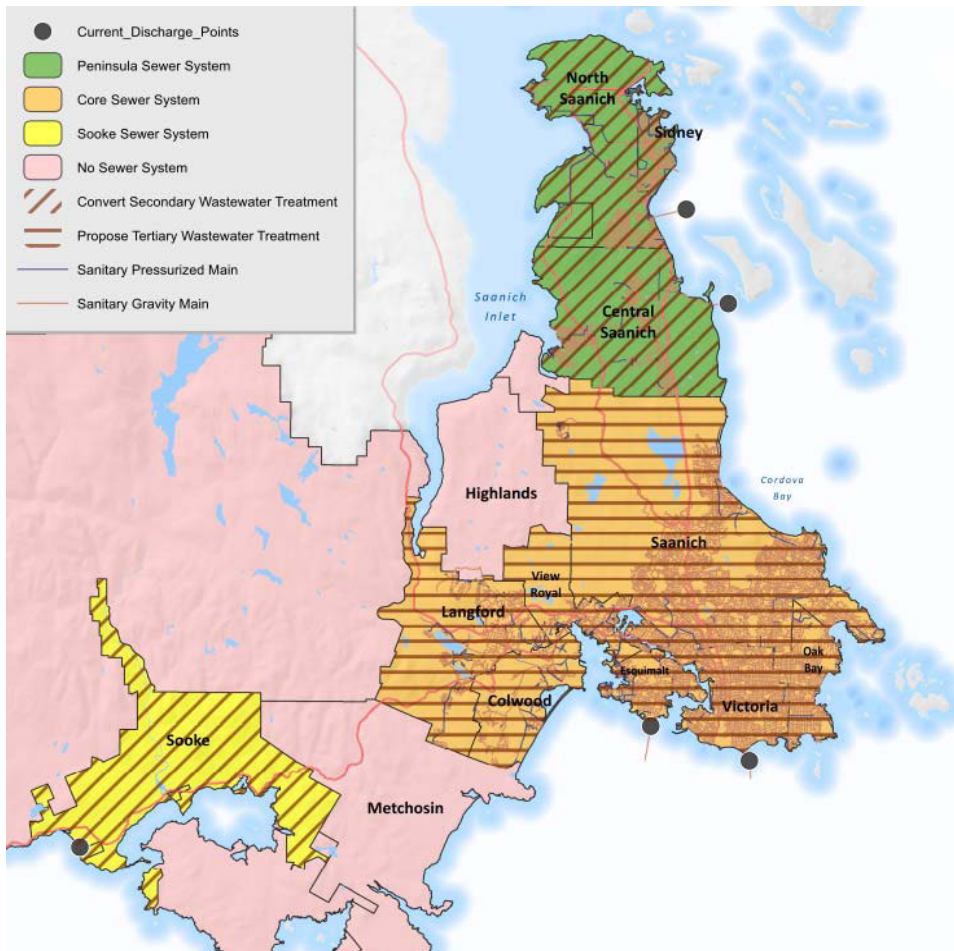 Current_Discharge_Points
Peninsula Sewer System
Core Sewer System
Sooke Sewer System
No Sewer System
Convert Secondary Wastewater Treatment
Propose Tertiary Wastewater Treatment
Sanitary Pressurized Main
Sanitary Gravity Main
North
Saanich
Sidney
Saanich
Inlet
Central
Saanich
Cordova
Bay
Highlands
Saanich
View
Royal
Langford
Oak
Bay
Esquimalt
Colwood
Victoria
Sooke
Metchosin